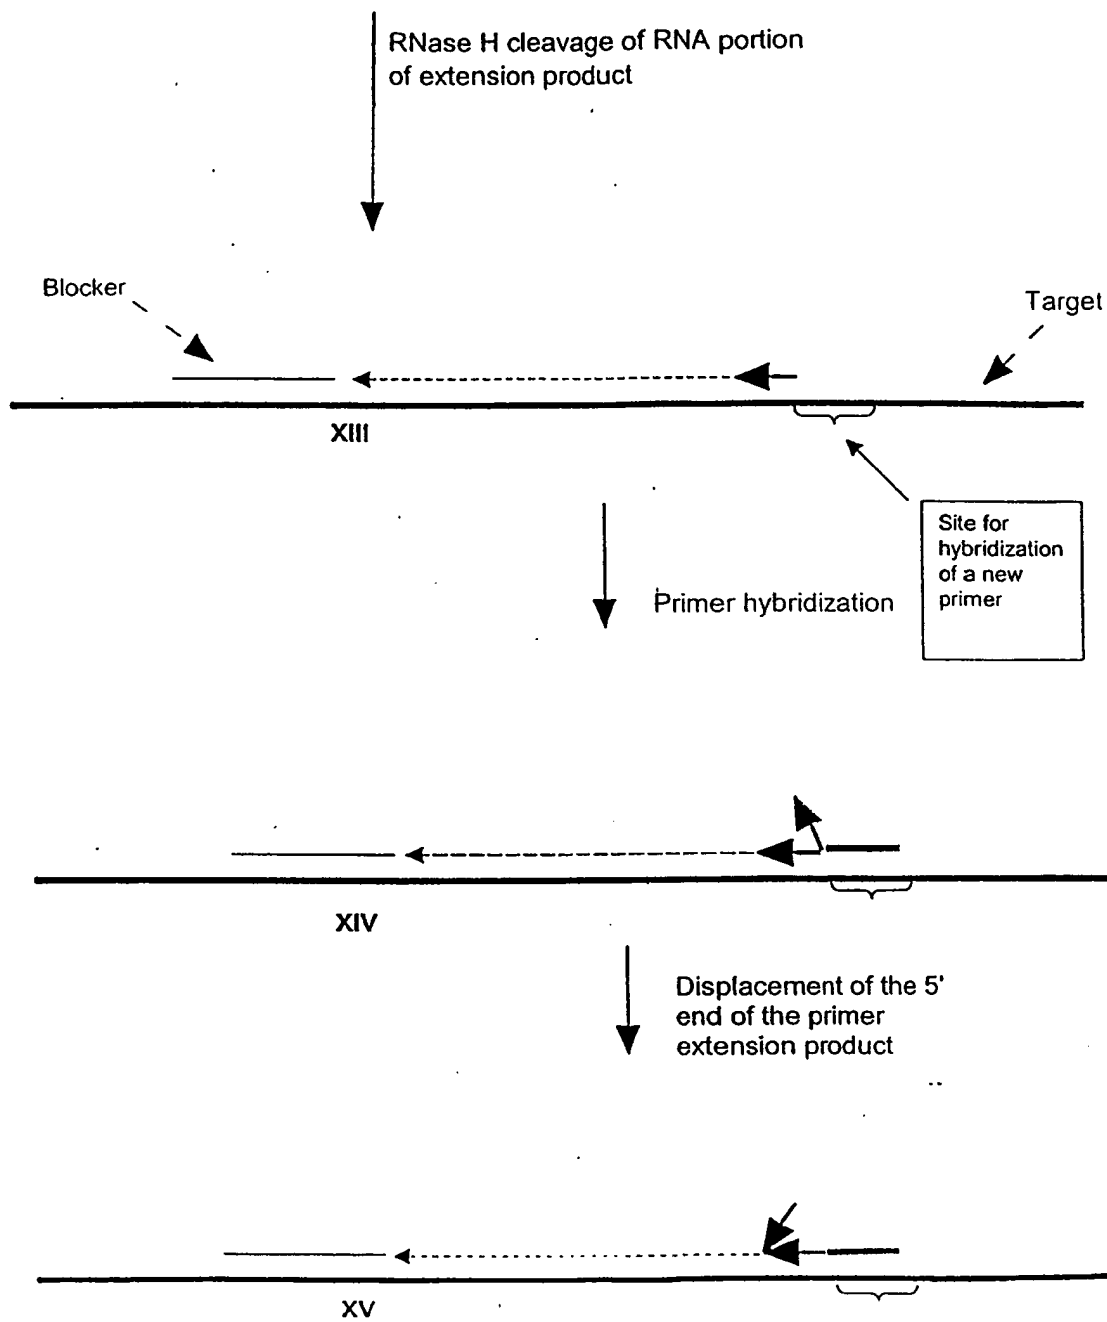 RNase H cleavage of RNA portion
of extension product
Blocker
Target
XIII
Site for
hybridization
of a new
primer
Primer hybridization
XIV
Displacement of the 5'
end of the primer
extension product
XV